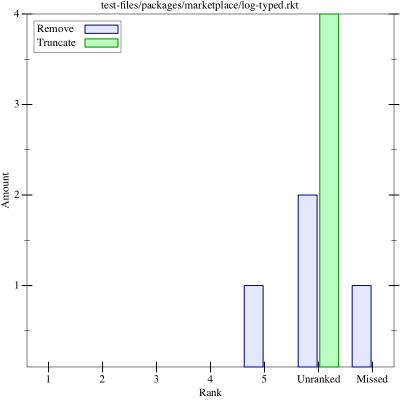 test-files/packages/marketplace/log-typed.rkt
Remove
Truncate
4
3
2
1
Amount
1 2 3 4 5 Unranked Missed
Rank